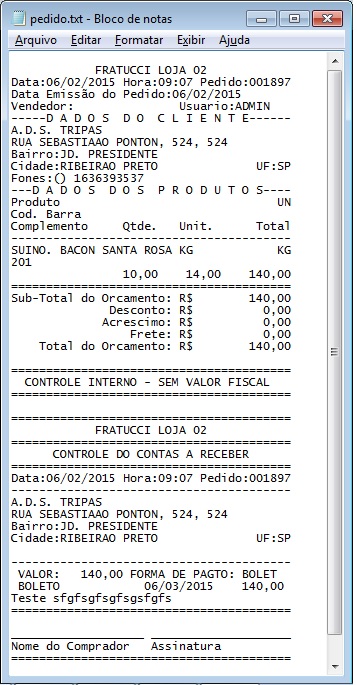 pedido.txt - Bloco de notas
Arquivo Editar Formatar Exibir Ajuda
FRATUCCI LOJA 02
Data:06/02/2015 Hora:09:07 Pedido:001897
Data Emissão do Pedido:06/02/2015
Vendedor: Usuario:ADMIN
-----D A D O S  D O  C L I E N T E------
A.D.S. TRIPAS
RUA SEBASTIAAO PONTON, 524, 524
Bairro:JD. PRESIDENTE
Cidade:RIBEIRAO PRETO UF:SP
Fones:() 1636393537
---D A D O S  D O S  P R O D U T O S----
Produto UN
Cod. Barra
Complemento Qtde. Unit. Total
----------------------------------------
SUINO. BACON SANTA ROSA KG KG
201
10,00 14,00 140,00
========================================
Sub-Total do Orcamento: R$ 140,00
Desconto: R$ 0,00
Acrescimo: R$ 0,00
Frete: R$ 0,00
Total do Orcamento: R$ 140,00
========================================
CONTROLE INTERNO - SEM VALOR FISCAL
========================================
========================================
FRATUCCI LOJA 02
========================================
CONTROLE DO CONTAS A RECEBER
========================================
Data:06/02/2015 Hora:09:07 Pedido:001897
----------------------------------------
A.D.S. TRIPAS
RUA SEBASTIAAO PONTON, 524, 524
Bairro:JD. PRESIDENTE
Cidade:RIBEIRAO PRETO UF:SP
----------------------------------------
VALOR: 140,00 FORMA DE PAGTO: BOLET
BOLETO 06/03/2015 140,00
Teste sfgfsgfsgfsgsfgfs
========================================
___________________ ____________________
Nome do Comprador Assinatura
========================================